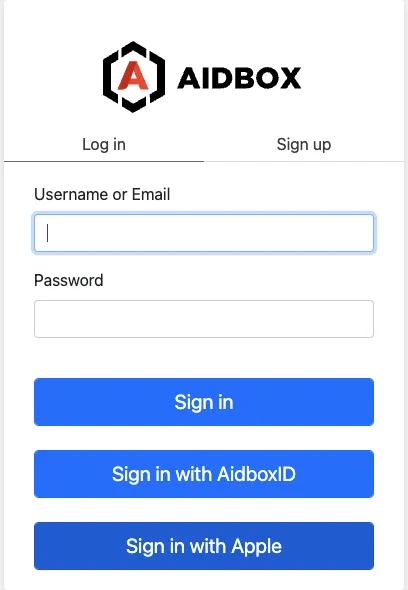 AIDBOX
Log in Sign up
Username or Email
Password
Sign in
Sign in with AidboxID
Sign in with Apple